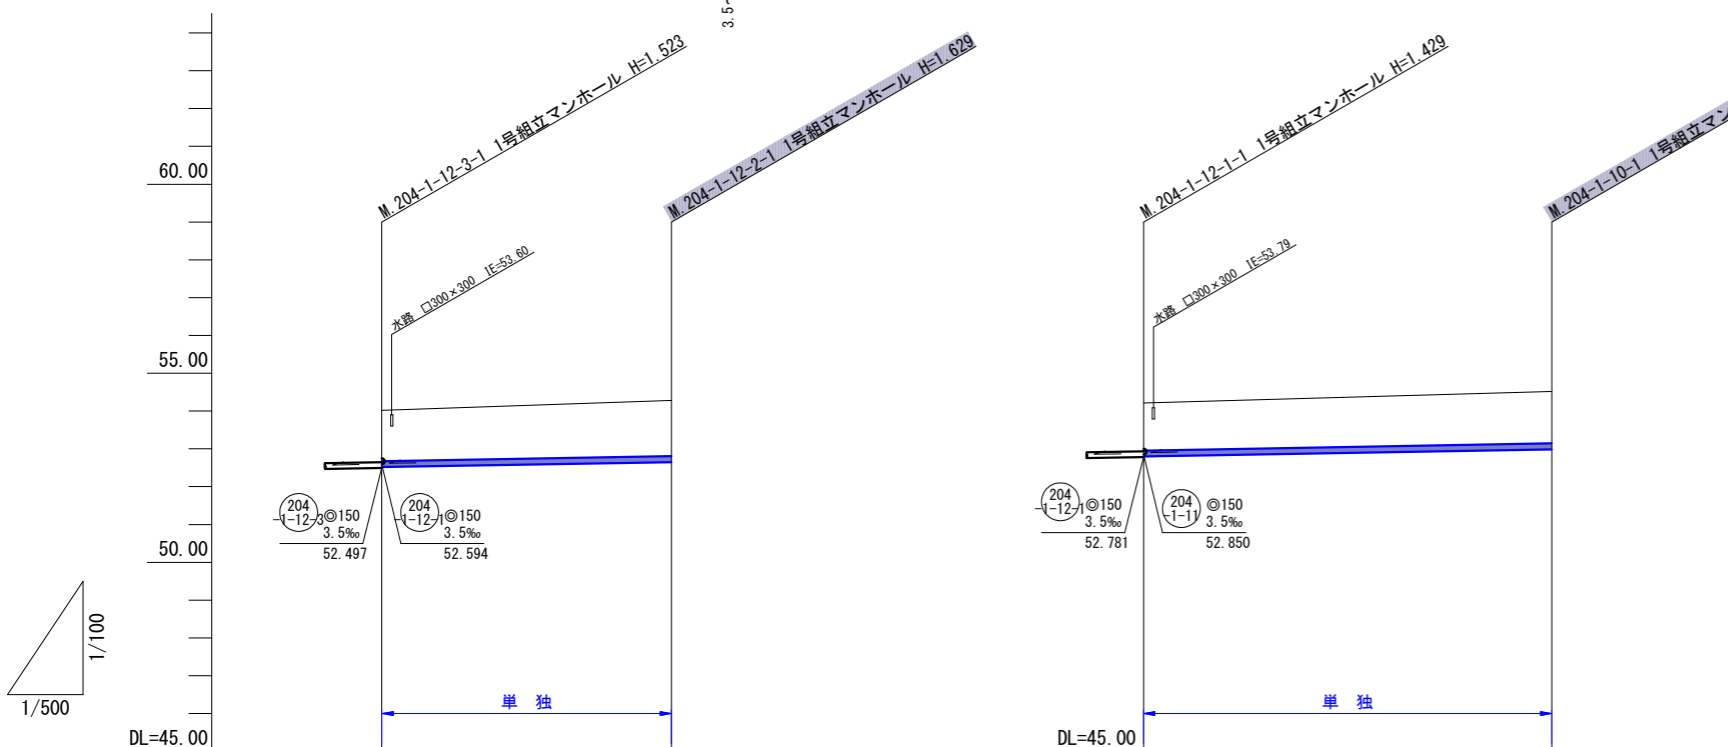 3.5
M.204-1-12-3-1 1号組立マンホール H=1.523
M.204-1-12-2-1 1号組立マンホール H=1.629
M.204-1-12-1-1 1号組立マンホール H=1.429
M.204-1-10-1 1号組立マン
60.00
水路 □300×300 IE=53.60
水路 □300×300 IE=53.79
55.00
204
-1-12-3
◎150
3.5‰
52.497
204
-1-12-1
◎150
3.5‰
52.594
204
-1-12-1
◎150
3.5‰
52.781
204
-1-11
◎150
3.5‰
52.850
50.00
1/100
1/500
単 独
単 独
DL=45.00
DL=45.00